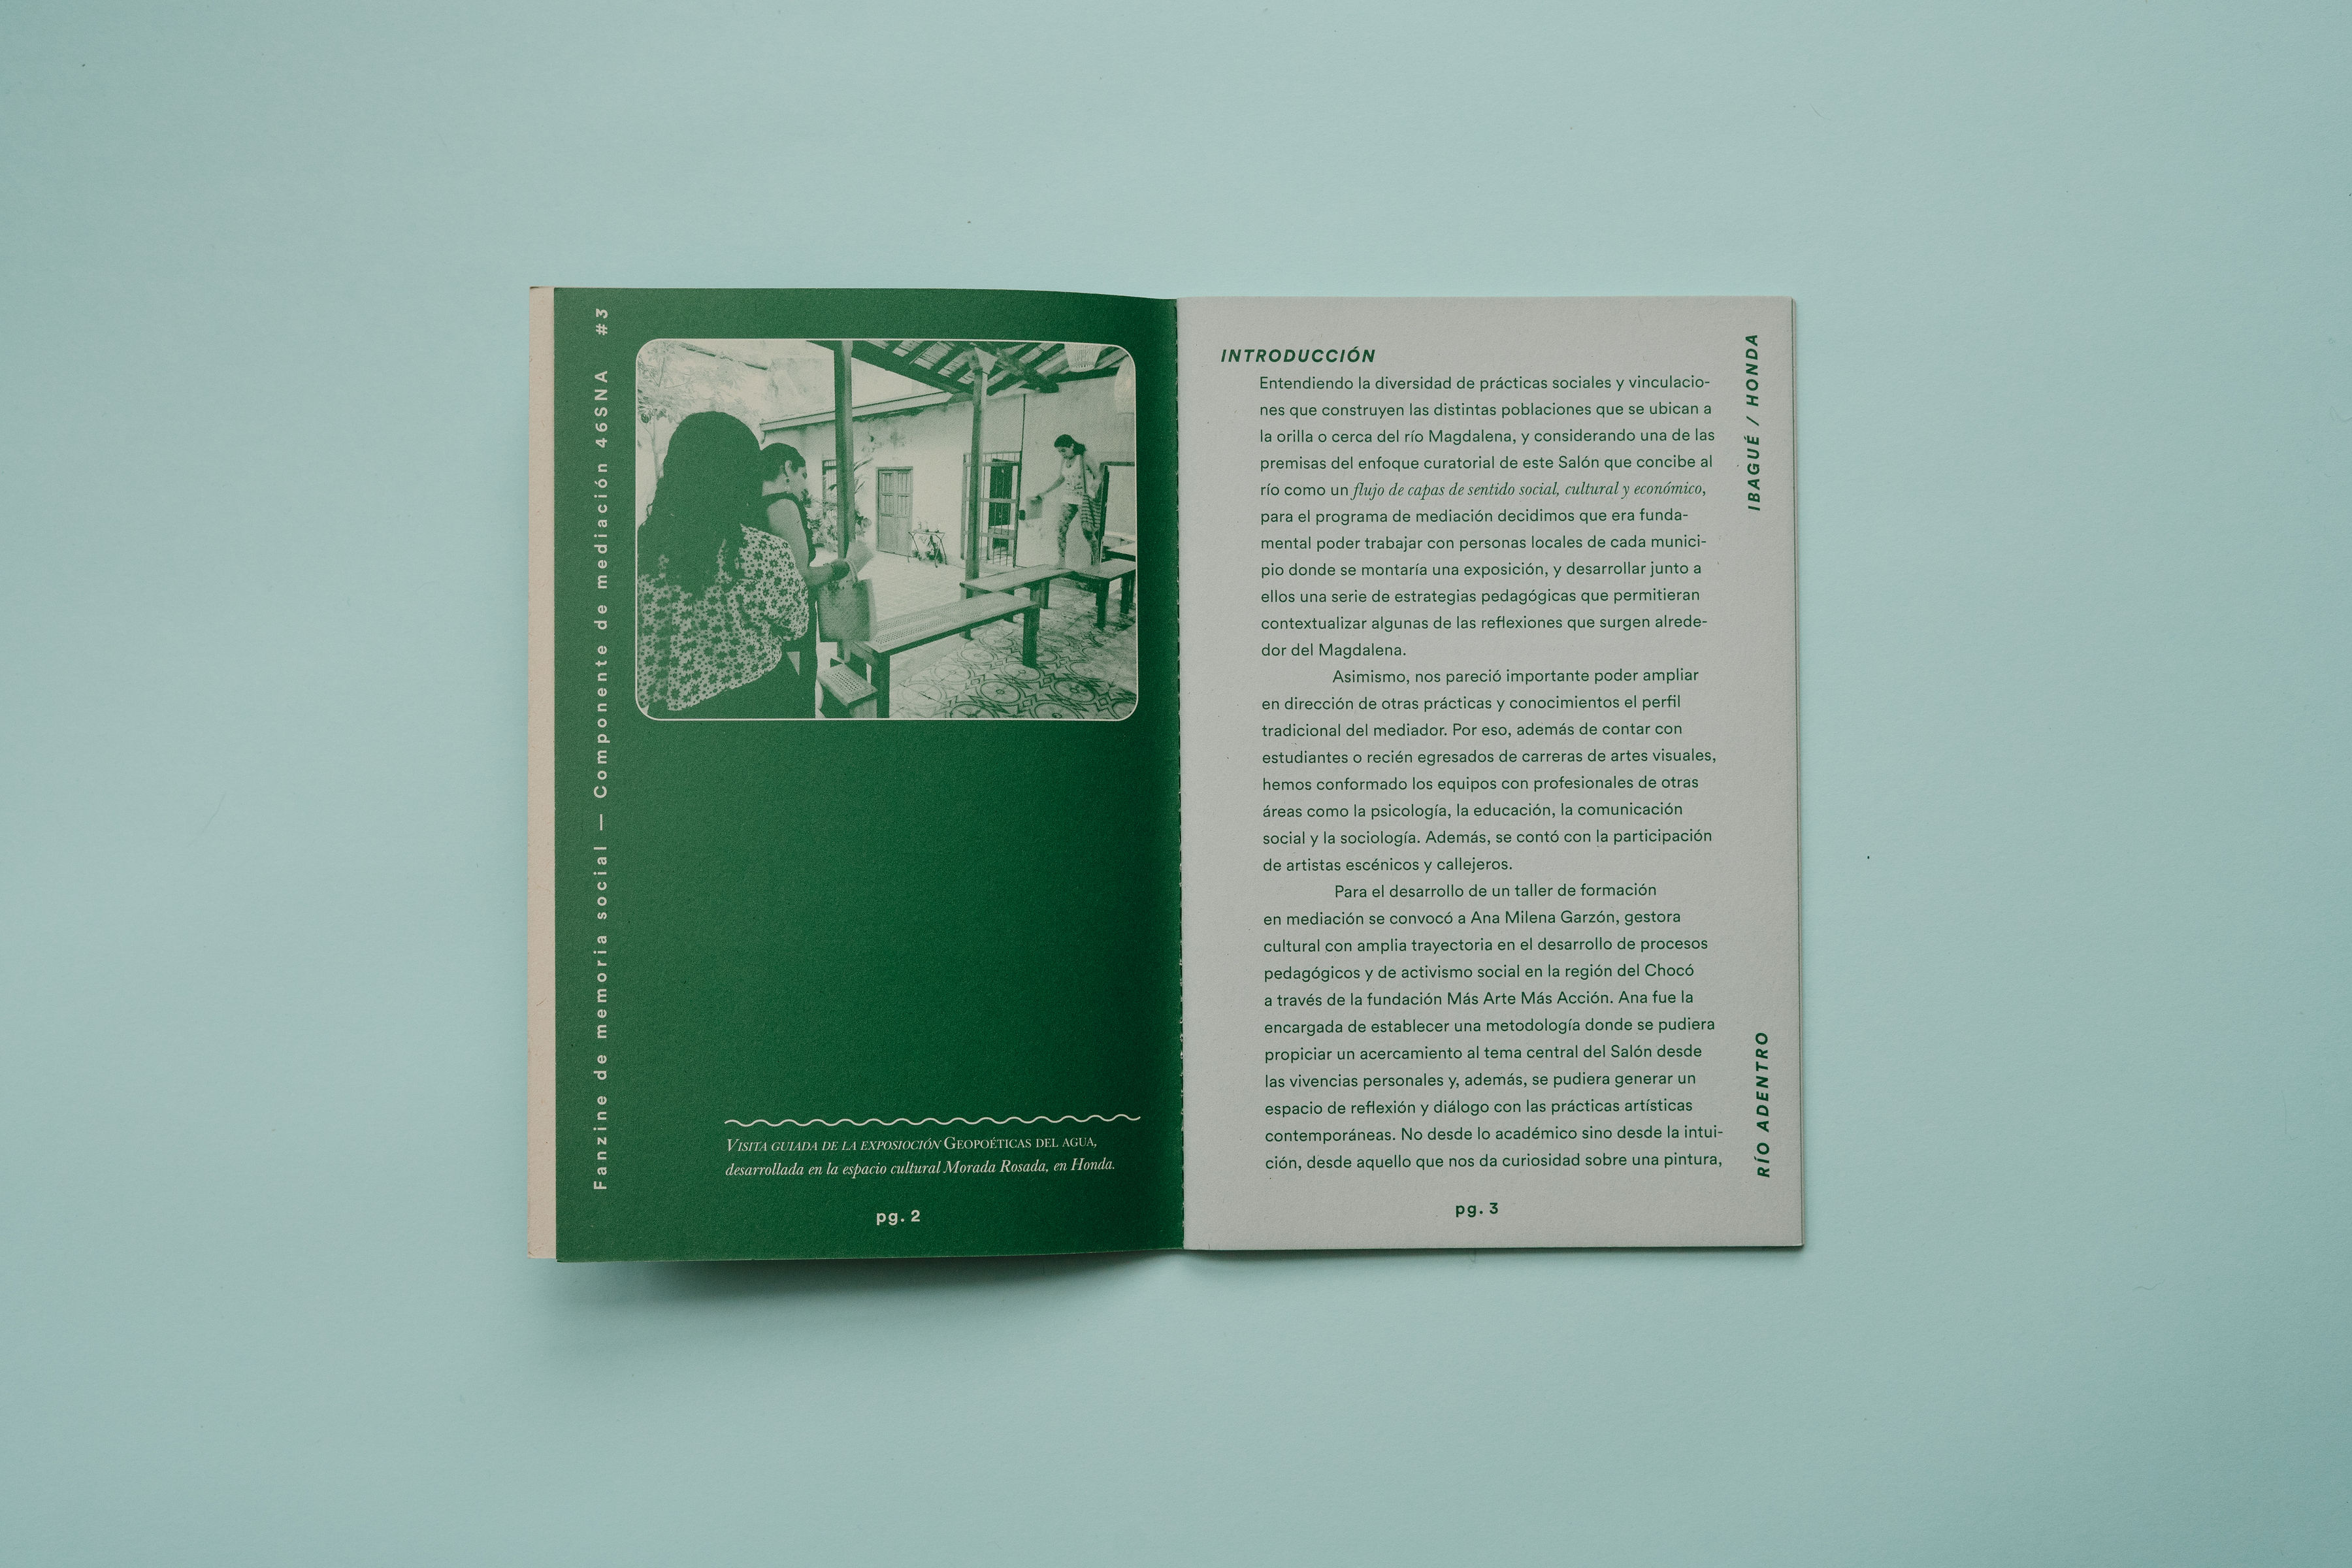 Fanzine de memoria social — Componente de mediación 46SNA #3
VISITA GUIADA DE LA EXPOSIOCIÓN GEOPOÉTICAS DEL AGUA,
desarrollada en la espacio cultural Morada Rosada, en Honda.
pg. 2
INTRODUCCIÓN
Entendiendo la diversidad de prácticas sociales y vinculacio-
nes que construyen las distintas poblaciones que se ubican a
la orilla o cerca del río Magdalena, y considerando una de las
premisas del enfoque curatorial de este Salón que concibe al
río como un flujo de capas de sentido social, cultural y económico,
para el programa de mediación decidimos que era funda-
mental poder trabajar con personas locales de cada munici-
pio donde se montaría una exposición, y desarrollar junto a
ellos una serie de estrategias pedagógicas que permitieran
contextualizar algunas de las reflexiones que surgen alrede-
dor del Magdalena.
Asimismo, nos pareció importante poder ampliar
en dirección de otras prácticas y conocimientos el perfil
tradicional del mediador. Por eso, además de contar con
estudiantes o recién egresados de carreras de artes visuales,
hemos conformado los equipos con profesionales de otras
áreas como la psicología, la educación, la comunicación
social y la sociología. Además, se contó con la participación
de artistas escénicos y callejeros.
Para el desarrollo de un taller de formación
en mediación se convocó a Ana Milena Garzón, gestora
cultural con amplia trayectoria en el desarrollo de procesos
pedagógicos y de activismo social en la región del Chocó
a través de la fundación Más Arte Más Acción. Ana fue la
encargada de establecer una metodología donde se pudiera
propiciar un acercamiento al tema central del Salón desde
las vivencias personales y, además, se pudiera generar un
espacio de reflexión y diálogo con las prácticas artísticas
contemporáneas. No desde lo académico sino desde la intui-
ción, desde aquello que nos da curiosidad sobre una pintura,
pg. 3
IBAGUÉ / HONDA
RÍO ADENTRO